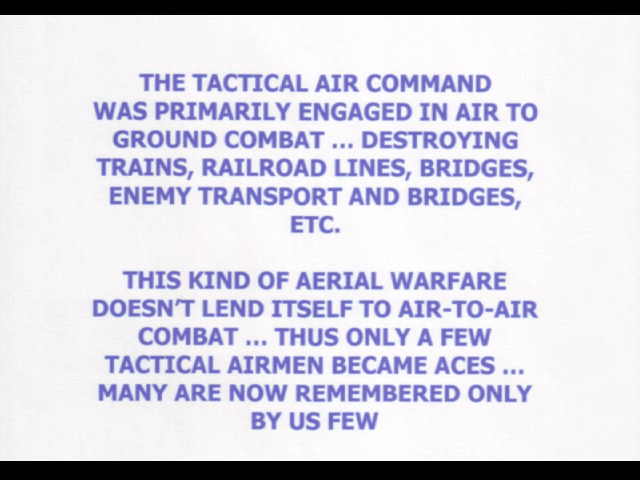 THE TACTICAL AIR COMMAND
WAS PRIMARILY ENGAGED IN AIR TO
GROUND COMBAT ... DESTROYING
TRAINS, RAILROAD LINES, BRIDGES,
ENEMY TRANSPORT AND BRIDGES,
ETC.
THIS KIND OF AERIAL WARFARE
DOESN'T LEND ITSELF TO AIR-TO-AIR
COMBAT ... THUS ONLY A FEW
TACTICAL AIRMEN BECAME ACES ...
MANY ARE NOW REMEMBERED ONLY
BY US FEW